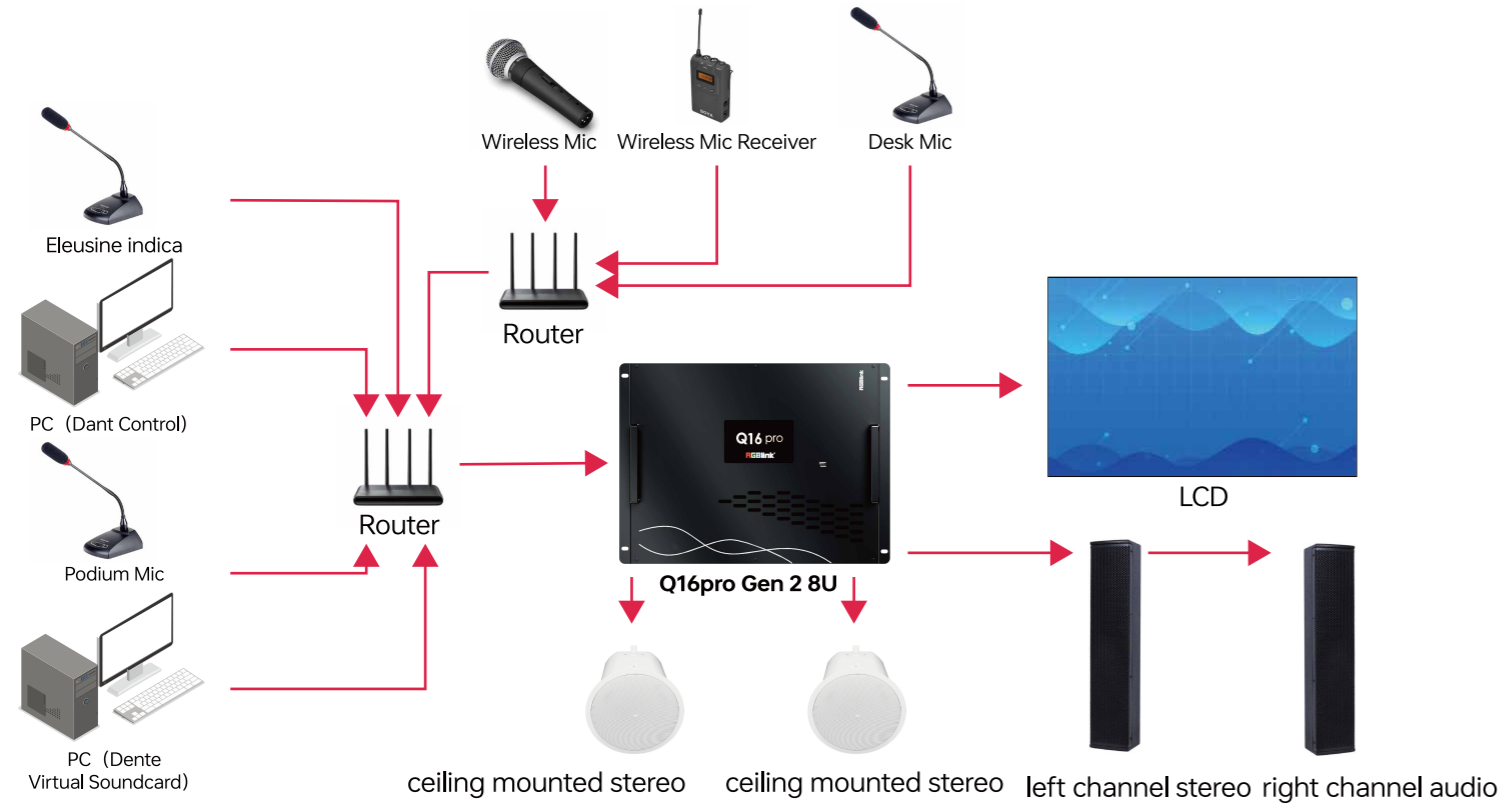 Wireless Mic
Wireless Mic Receiver
Desk Mic
Eleusine indica
Router
PC（Dant Control）
RGBlink
Q16 pro
RGBlink
LCD
Router
Podium Mic
Q16pro Gen 2 8U
PC（Dente
Virtual Soundcard）
ceiling mounted stereo
ceiling mounted stereo
left channel stereo
right channel audio